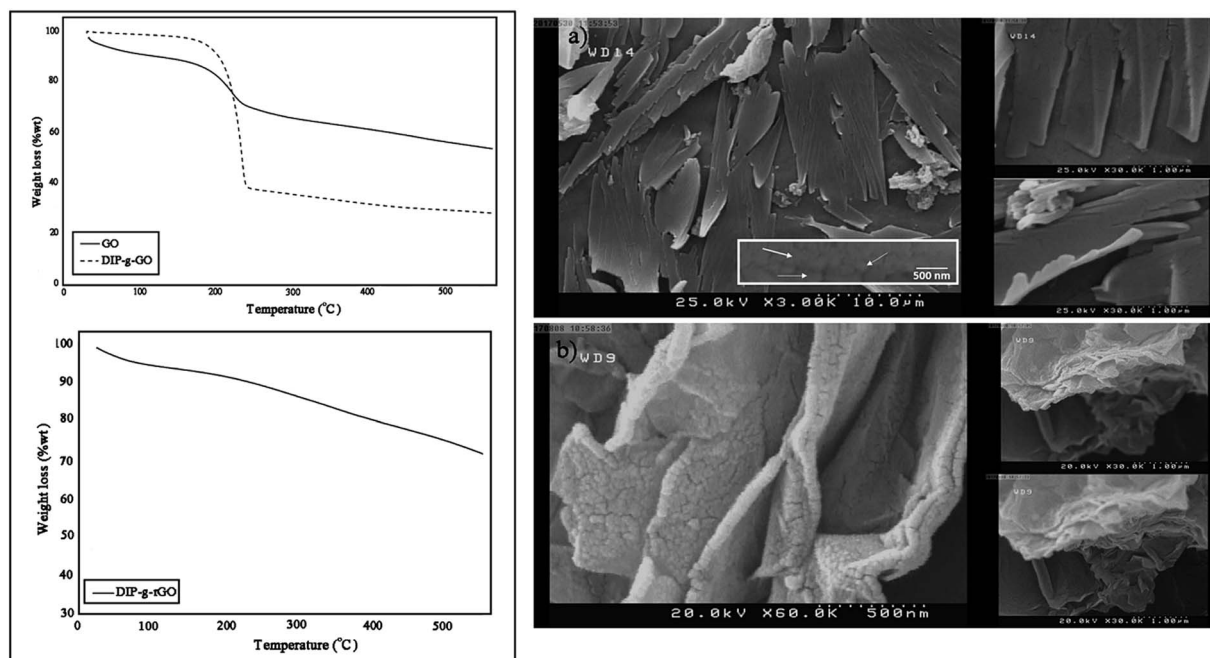 100
80
60
40
20
0
Weight loss (%wt)
GO
DIP-g-GO
0
100
200
300
400
500
Temperature (°C)
100
90
80
70
60
50
40
30
Weight loss (%wt)
DIP-g-rGO
0
100
200
300
400
500
Temperature (°C)
a)
WD14
500 nm
25.0kV X3.00K 10.0µm
WD14
25.0kV X30.0K 1.00µm
25.0kV X30.0K 1.00µm
10:58:36
b)
WD9
20.0kV X60.0K 500nm
WD9
20.0kV X30.0K 1.00µm
WD9
20.0kV X30.0K 1.00µm